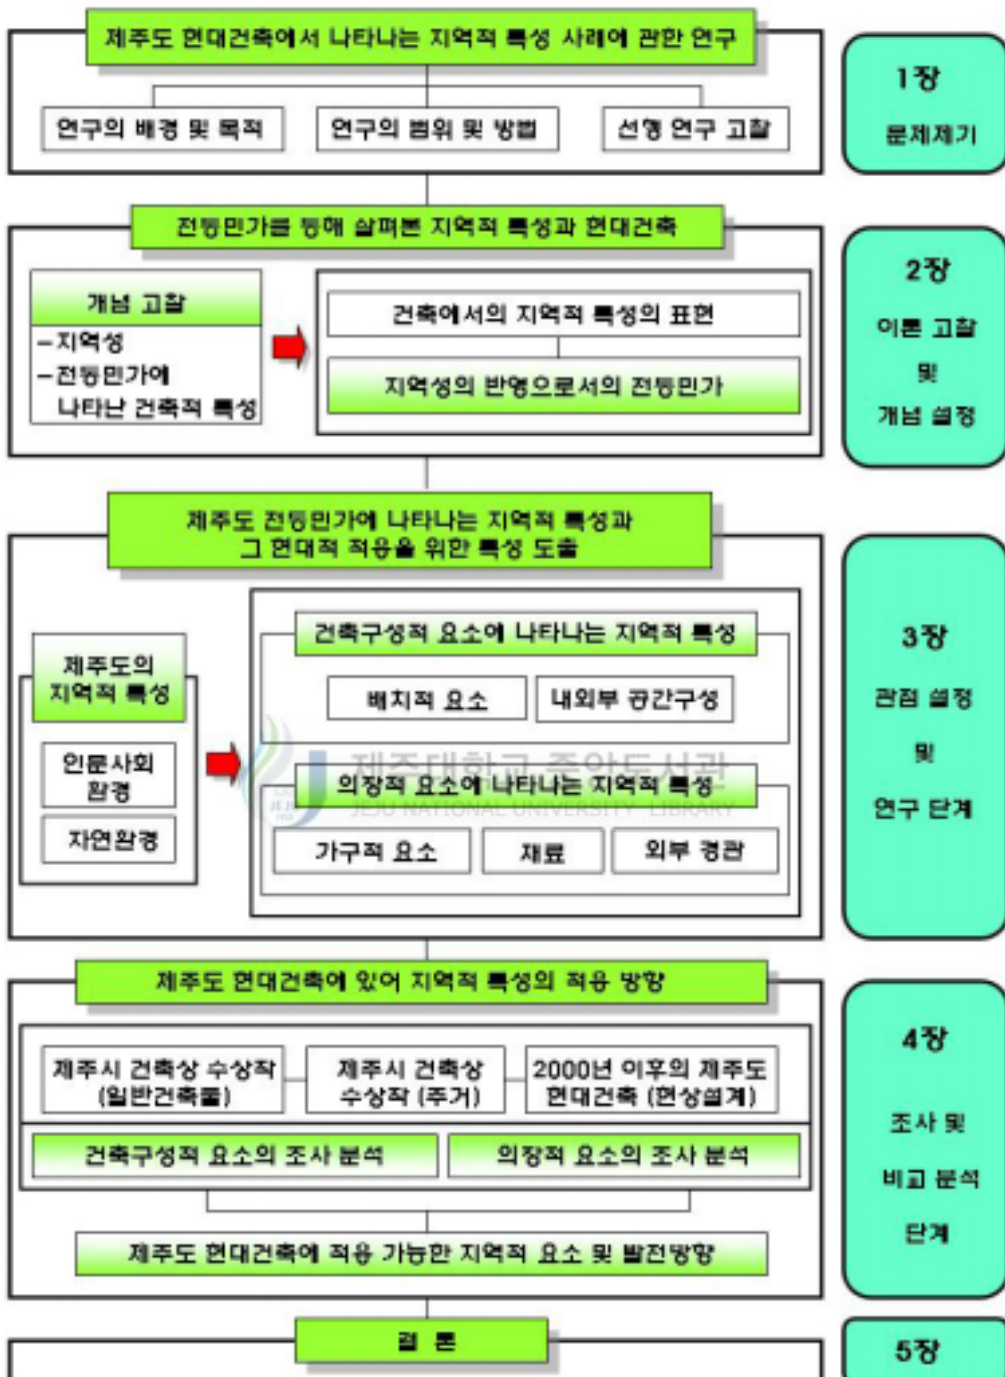 제주도 현대건축에서 나타나는 지역적 특성 사례에 관한 연구
연구의 배경 및 목적
연구의 범위 및 방법
선행 연구 고찰
1장
문제제기
전통민가를 통해 살펴본 지역적 특성과 현대건축
개념 고찰
-지역성
-전통민가에
나타난 건축적 특성
건축에서의 지역적 특성의 표현
지역성의 반영으로서의 전통민가
2장
이론 고찰
및
개념 설정
제주도 전통민가에 나타나는 지역적 특성과
그 현대적 적용을 위한 특성 도출
제주도의
지역적 특성
인문사회
환경
자연환경
건축구성적 요소에 나타나는 지역적 특성
배치적 요소
내외부 공간구성
제주대학교 중앙도서관
JEJU NATIONAL UNIVERSITY LIBRARY
의장적 요소에 나타나는 지역적 특성
가구적 요소
재료
외부 경관
3장
관점 설정
및
연구 단계
제주도 현대건축에 있어 지역적 특성의 적용 방향
제주시 건축상 수상작
(일반건축물)
제주시 건축상
수상작 (주거)
2000년 이후의 제주도
현대건축 (현상설계)
건축구성적 요소의 조사 분석
의장적 요소의 조사 분석
제주도 현대건축에 적용 가능한 지역적 요소 및 발전방향
4장
조사 및
비교 분석
단계
결 론
5장